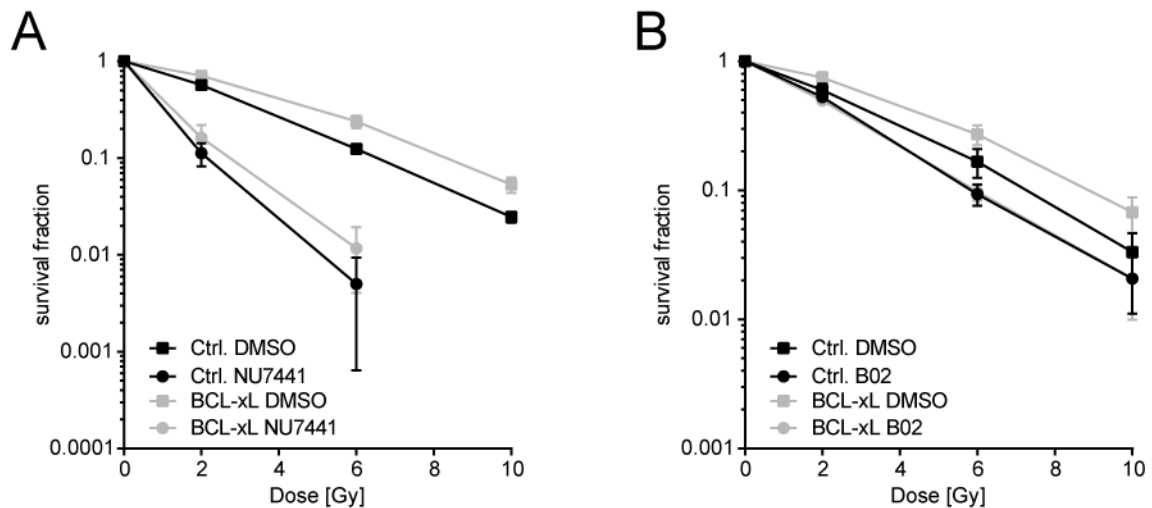 A
1
0.1
0.01
0.001
0.0001
survival fraction
Ctrl. DMSO
Ctrl. NU7441
BCL-xL DMSO
BCL-xL NU7441
0 2 4 6 8 10
Dose [Gy]
B
1
0.1
0.01
0.001
survival fraction
Ctrl. DMSO
Ctrl. B02
BCL-xL DMSO
BCL-xL B02
0 2 4 6 8 10
Dose [Gy]